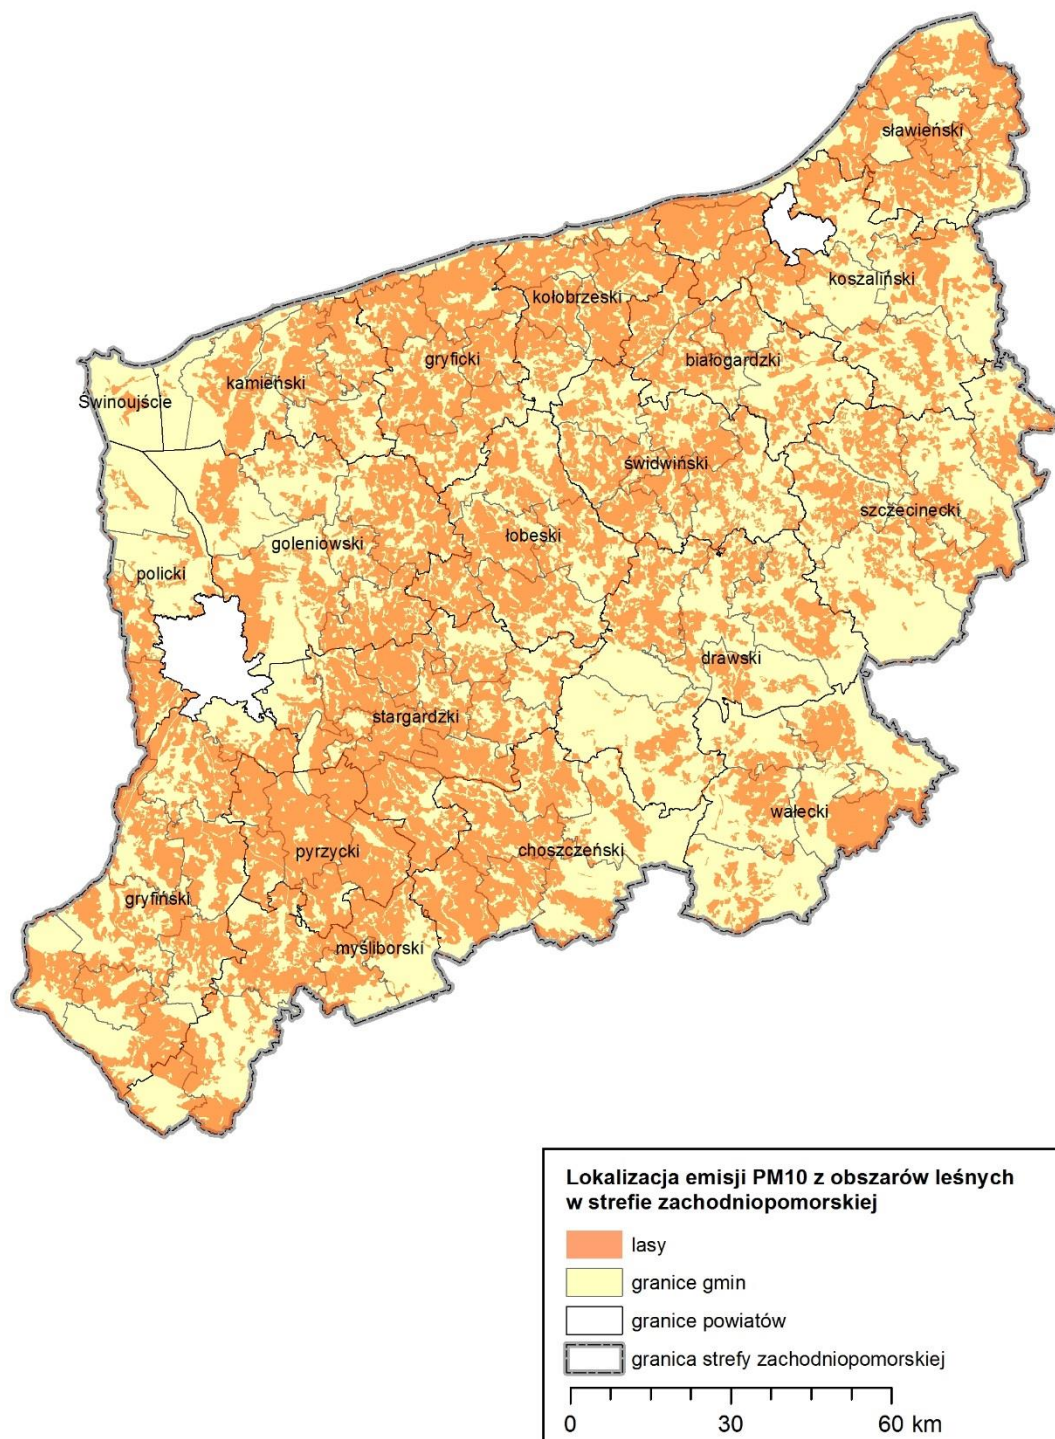 sławieński
koszaliński
kołobrzeski
białogardzki
gryficki
kamieński
Świnoujście
świdwiński
szczecinecki
łobeski
goleniowski
policki
drawski
stargardzki
wałecki
choszczeński
pyrzycki
gryfiński
myśliborski
Lokalizacja emisji PM10 z obszarów leśnych
w strefie zachodniopomorskiej
lasy
granice gmin
granice powiatów
granica strefy zachodniopomorskiej
0 30 60 km